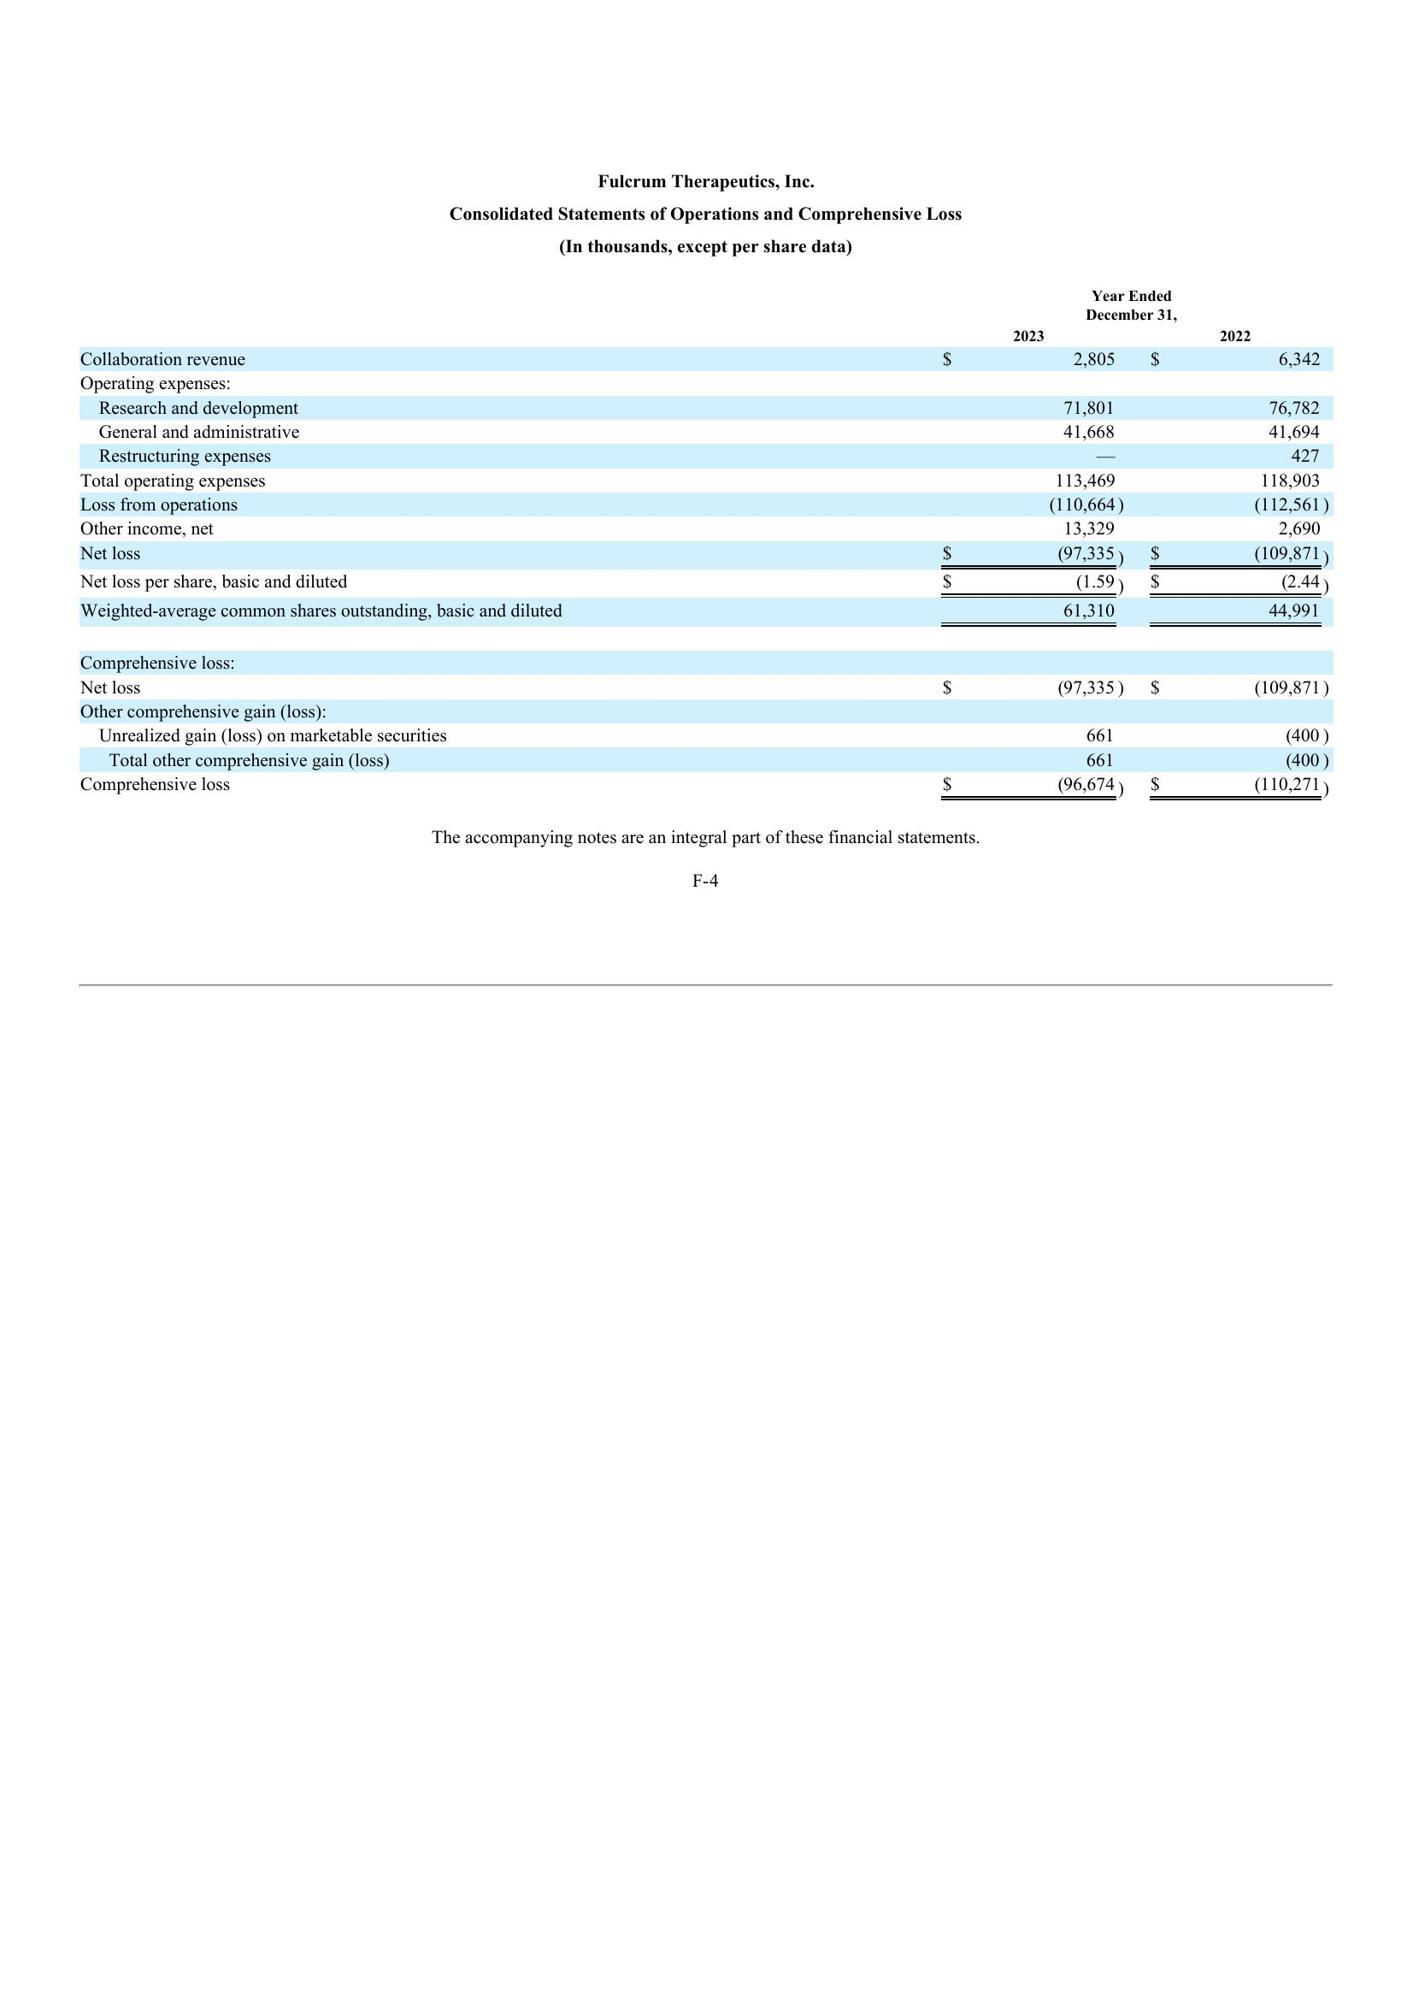 Fulcrum Therapeutics, Inc.
Consolidated Statements of Operations and Comprehensive Loss
(In thousands, except per share data)
Year Ended
December 31,
2023 2022
Collaboration revenue $ 2,805 $ 6,342
Operating expenses:
Research and development 71,801 76,782
General and administrative 41,668 41,694
Restructuring expenses — 427
Total operating expenses 113,469 118,903
Loss from operations (110,664) (112,561)
Other income, net 13,329 2,690
Net loss $ (97,335) $ (109,871)
Net loss per share, basic and diluted $ (1.59) $ (2.44)
Weighted-average common shares outstanding, basic and diluted 61,310 44,991
Comprehensive loss:
Net loss $ (97,335) $ (109,871)
Other comprehensive gain (loss):
Unrealized gain (loss) on marketable securities 661 (400)
Total other comprehensive gain (loss) 661 (400)
Comprehensive loss $ (96,674) $ (110,271)
The accompanying notes are an integral part of these financial statements.
F-4